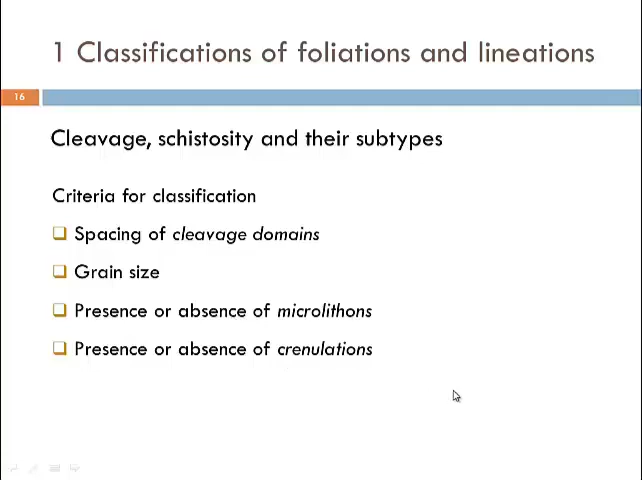 1 Classifications of foliations and lineations
16
Cleavage, schistosity and their subtypes
Criteria for classification
Spacing of cleavage domains
Grain size
Presence or absence of microlithons
Presence or absence of crenulations